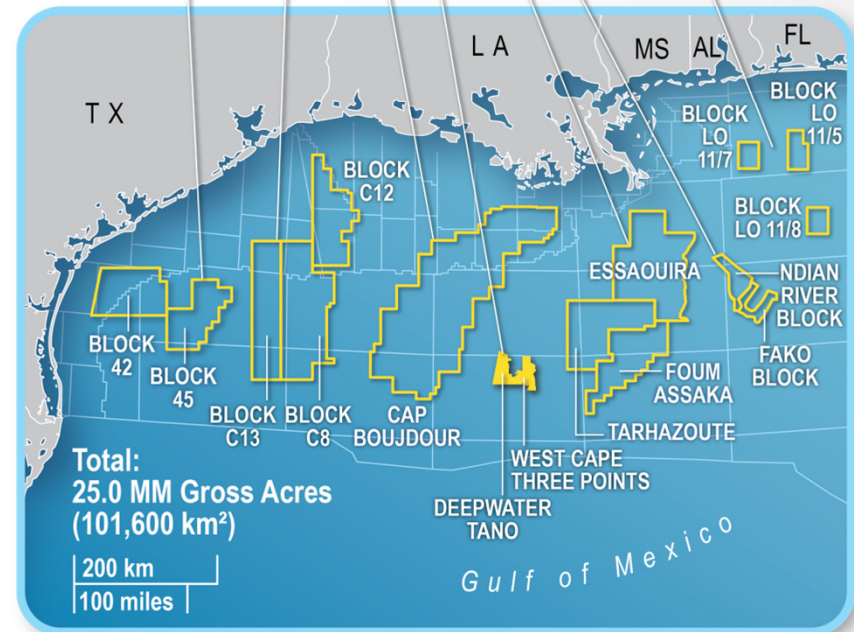 TX
LA
MS
AL
FL
BLOCK
LO
11/7
BLOCK
LO
11/5
BLOCK
LO 11/8
BLOCK
C12
ESSAOUIRA
NDIAN
RIVER
BLOCK
FAKO
BLOCK
BLOCK
42
BLOCK
45
BLOCK
C13
BLOCK
C8
CAP
BOUJDOUR
FOUM
ASSAKA
TARHAZOUTE
WEST CAPE
THREE POINTS
DEEPWATER
TANO
Total:
25.0 MM Gross Acres
(101,600 km²)
200 km
100 miles
Gulf of Mexico